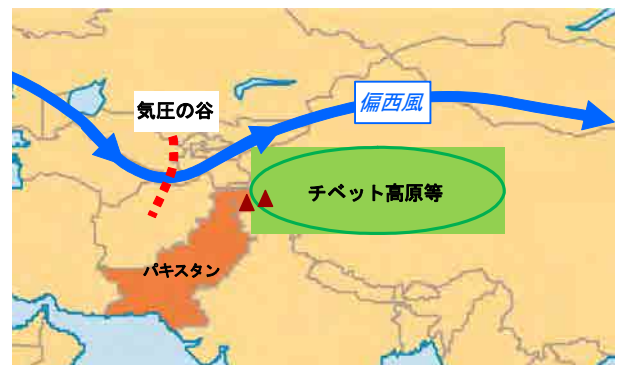 気圧の谷
偏西風
チベット高原等
パキスタン